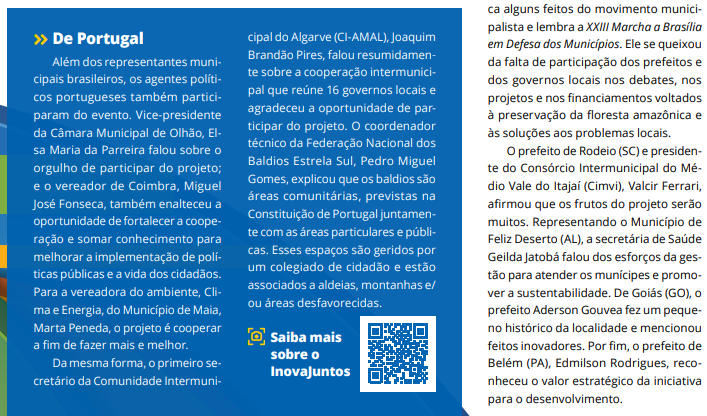 De Portugal
Além dos representantes muni-
cipais brasileiros, os agentes políti-
cos portugueses também partici-
param do evento. Vice-presidente
da Câmara Municipal de Olhão, El-
sa Maria da Parreira falou sobre o
orgulho de participar do projeto;
e o vereador de Coimbra, Miguel
José Fonseca, também enalteceu a
oportunidade de fortalecer a coope-
ração e somar conhecimento para
melhorar a implementação de polí-
ticas públicas e a vida dos cidadãos.
Para a vereadora do ambiente, Cli-
ma e Energia, do Município de Maia,
Marta Peneda, o projeto é cooperar
a fim de fazer mais e melhor.
Da mesma forma, o primeiro se-
cretário da Comunidade Intermuni-
cipal do Algarve (CI-AMAL), Joaquim
Brandão Pires, falou resumidamen-
te sobre a cooperação intermunici-
pal que reúne 16 governos locais e
agradeceu a oportunidade de par-
ticipar do projeto. O coordenador
técnico da Federação Nacional dos
Baldios Estrela Sul, Pedro Miguel
Gomes, explicou que os baldios são
áreas comunitárias, previstas na
Constituição de Portugal juntamen-
te com as áreas particulares e públi-
cas. Esses espaços são geridos por
um colegiado de cidadão e estão
associados a aldeias, montanhas e/
ou áreas desfavorecidas.
Saiba mais
sobre o
InovaJuntos
ca alguns feitos do movimento munici-
palista e lembra a XXIII Marcha a Brasília
em Defesa dos Municípios. Ele se queixou
da falta de participação dos prefeitos e
dos governos locais nos debates, nos
projetos e nos financiamentos voltados
à preservação da floresta amazônica e
às soluções aos problemas locais.
O prefeito de Rodeio (SC) e presiden-
te do Consórcio Intermunicipal do Mé-
dio Vale do Itajaí (Cimvi), Valcir Ferrari,
afirmou que os frutos do projeto serão
muitos. Representando o Município de
Feliz Deserto (AL), a secretária de Saúde
Geilda Jatobá falou dos esforços da ges-
tão para atender os munícipes e promo-
ver a sustentabilidade. De Goiás (GO), o
prefeito Aderson Gouvea fez um peque-
no histórico da localidade e mencionou
feitos inovadores. Por fim, o prefeito de
Belém (PA), Edmilson Rodrigues, reco-
nheceu o valor estratégico da iniciativa
para o desenvolvimento.